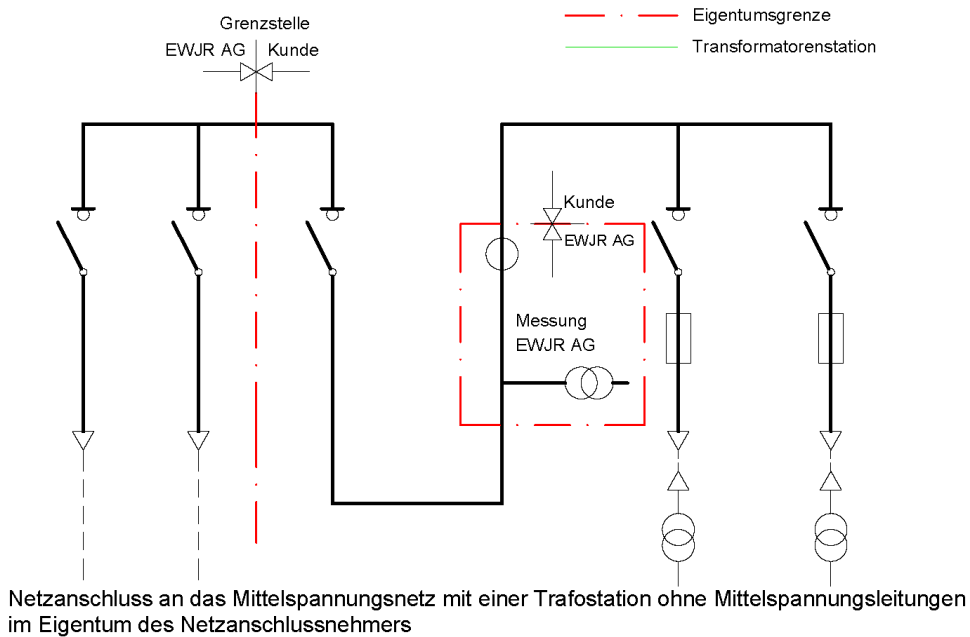 Grenzstelle
EWJR AG Kunde
Eigentumsgrenze
Transformatorenstation
Kunde
EWJR AG
Messung
EWJR AG
Netzanschluss an das Mittelspannungsnetz mit einer Trafostation ohne Mittelspannungsleitungen
im Eigentum des Netzanschlussnehmers